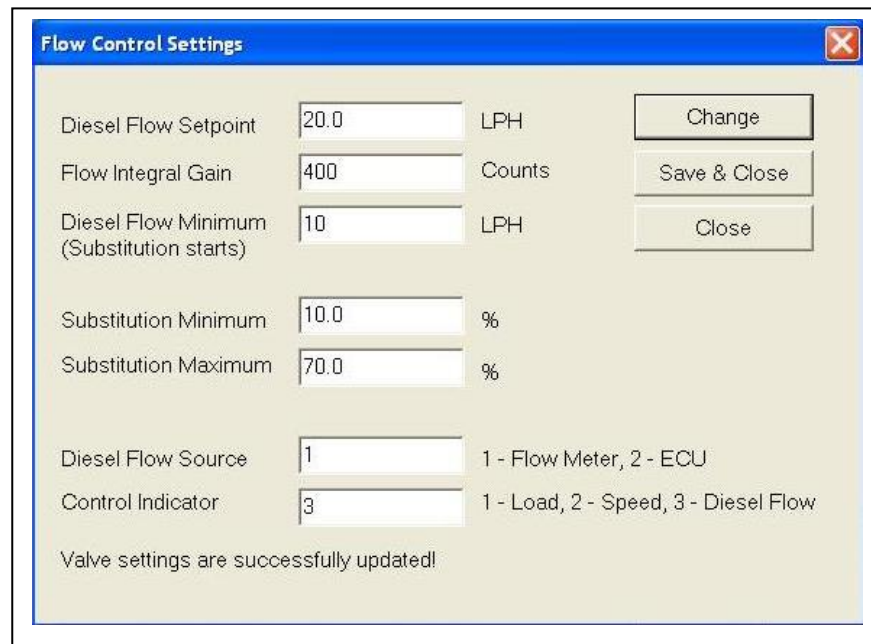 Flow Control Settings
Diesel Flow Setpoint 20.0 LPH Change
Flow Integral Gain 400 Counts Save & Close
Diesel Flow Minimum 10 LPH Close
(Substitution starts)
Substitution Minimum 10.0 %
Substitution Maximum 70.0 %
Diesel Flow Source 1 1 - Flow Meter, 2 - ECU
Control Indicator 3 1 - Load, 2 - Speed, 3 - Diesel Flow
Valve settings are successfully updated!